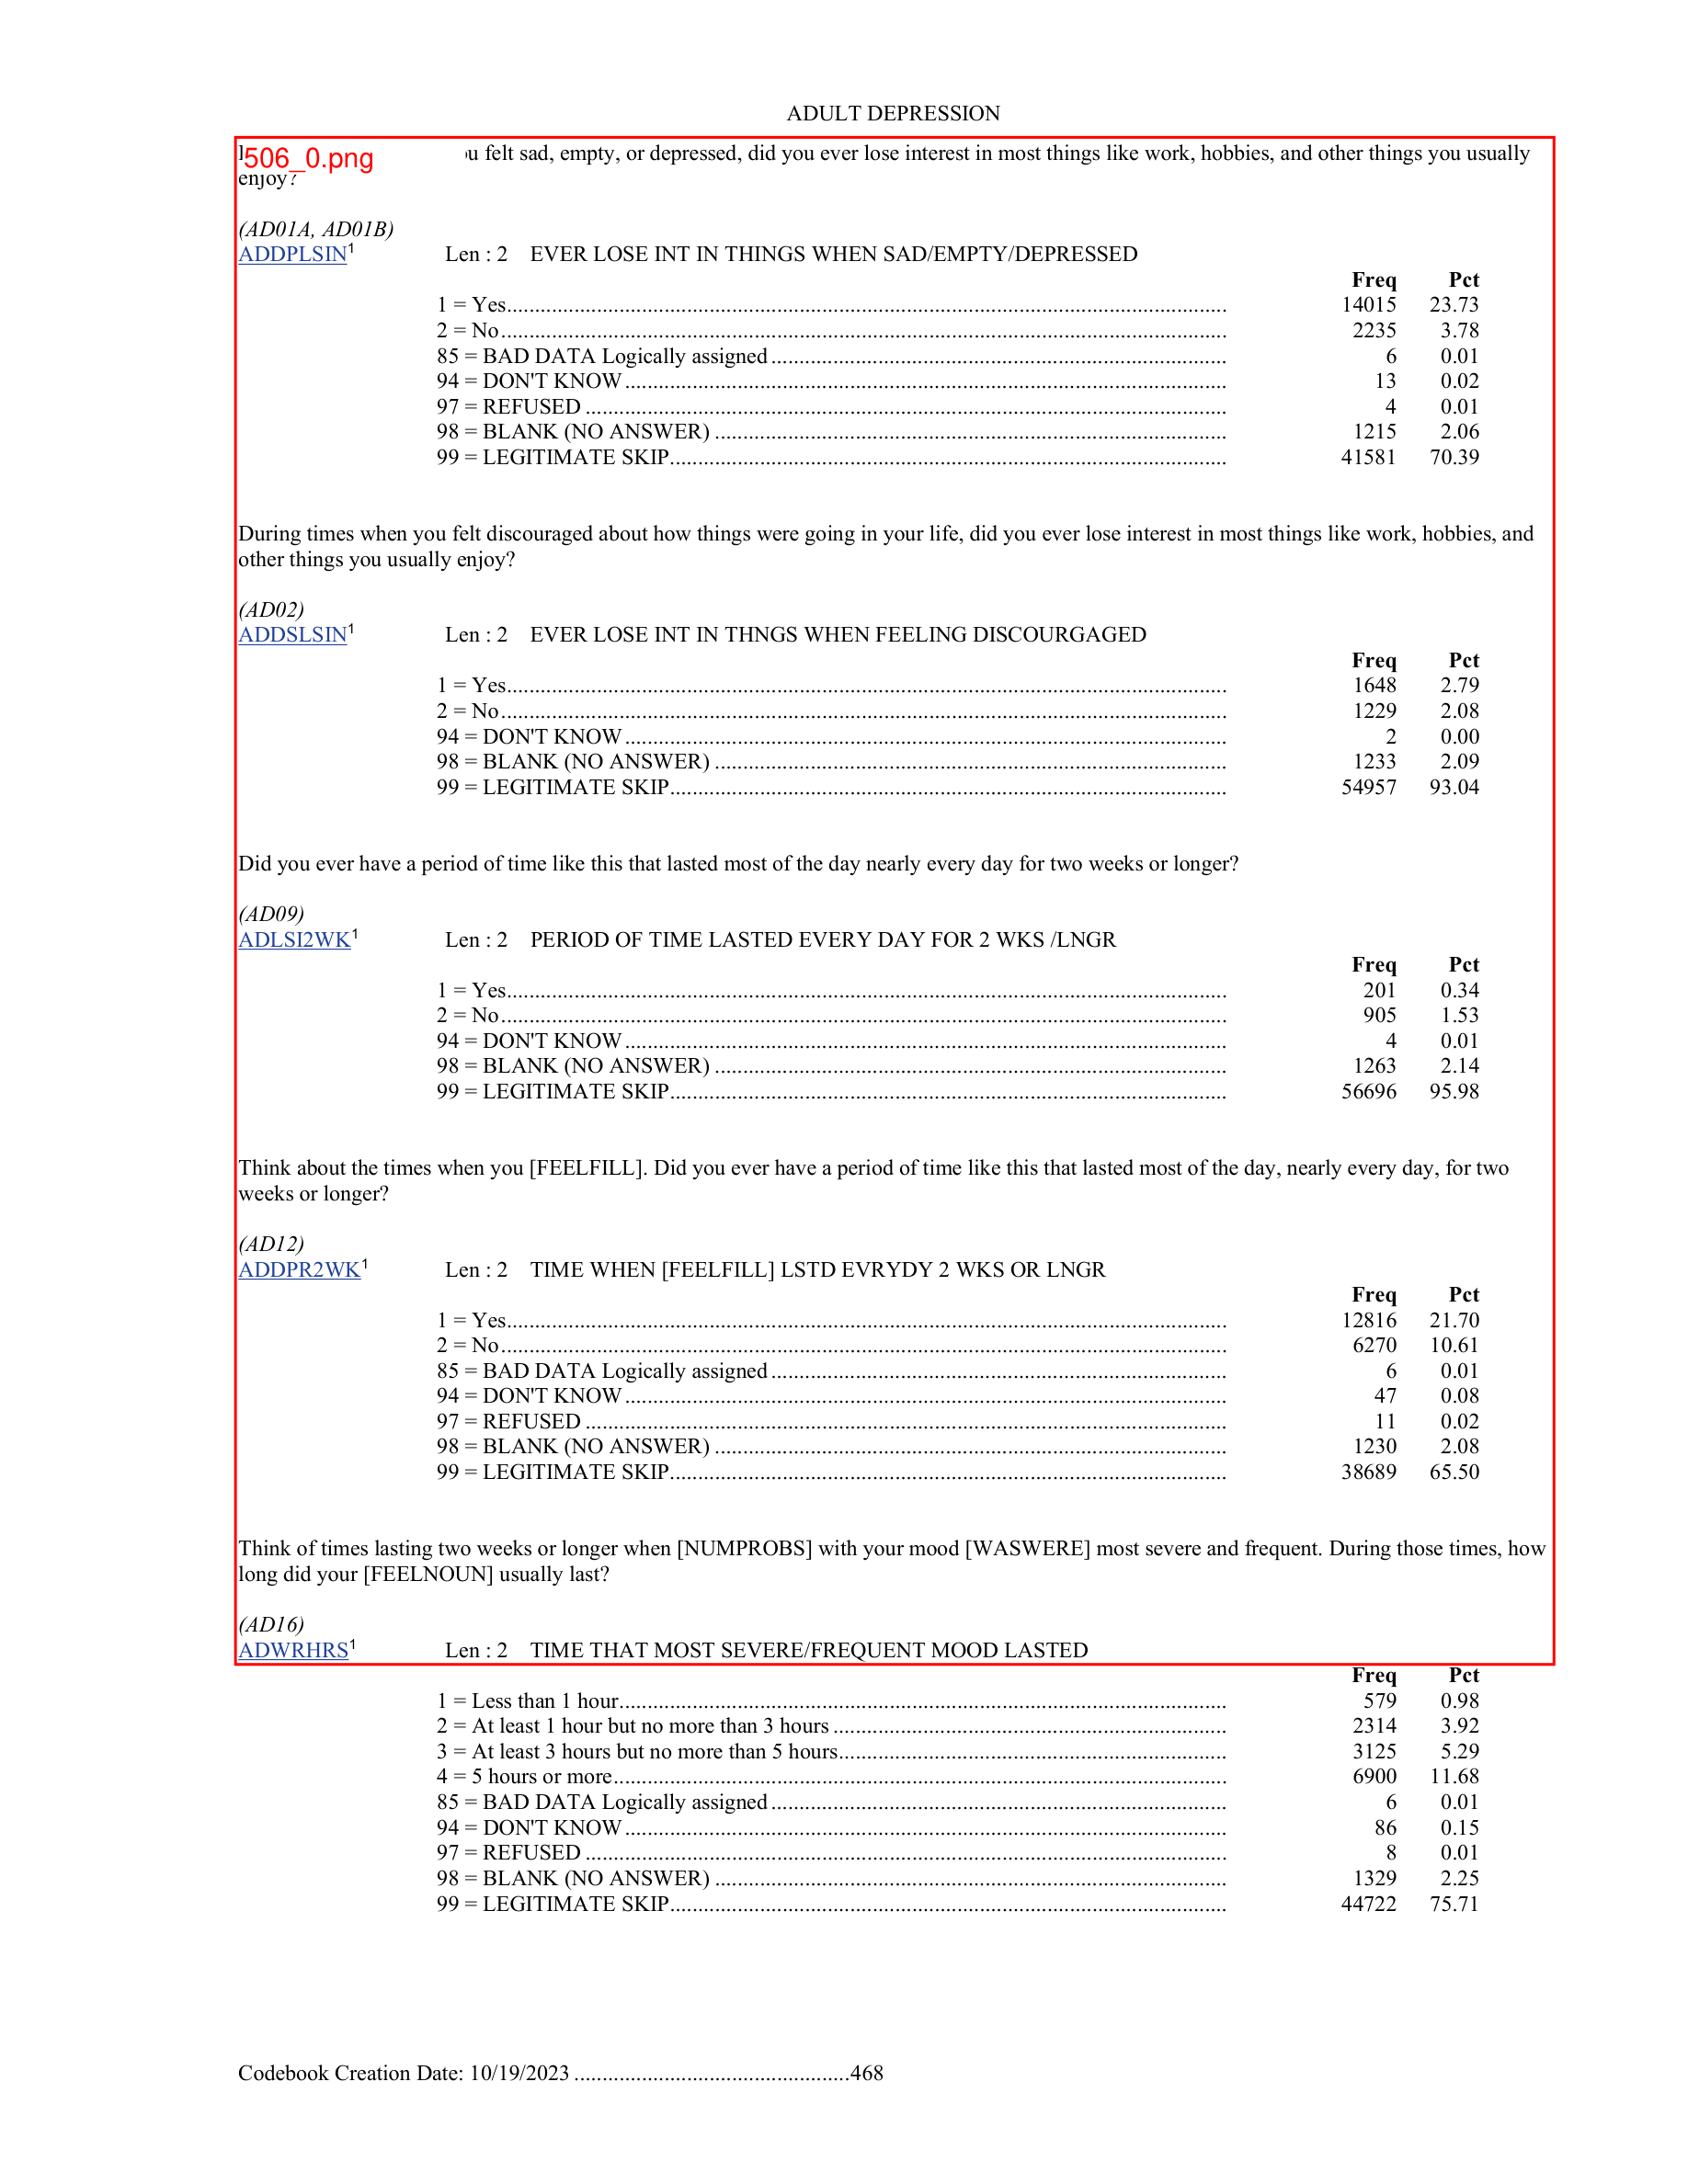 ADULT DEPRESSION
506_0.png felt sad, empty, or depressed, did you ever lose interest in most things like work, hobbies, and other things you usually
enjoy?
(AD01A, AD01B)
ADDPLSIN1 Len : 2 EVER LOSE INT IN THINGS WHEN SAD/EMPTY/DEPRESSED
Freq Pct
1 = Yes 14015 23.73
2 = No 2235 3.78
85 = BAD DATA Logically assigned 6 0.01
94 = DON'T KNOW 13 0.02
97 = REFUSED 4 0.01
98 = BLANK (NO ANSWER) 1215 2.06
99 = LEGITIMATE SKIP 41581 70.39
During times when you felt discouraged about how things were going in your life, did you ever lose interest in most things like work, hobbies, and
other things you usually enjoy?
(AD02)
ADDSLSIN1 Len : 2 EVER LOSE INT IN THNGS WHEN FEELING DISCOURGAGED
Freq Pct
1 = Yes 1648 2.79
2 = No 1229 2.08
94 = DON'T KNOW 2 0.00
98 = BLANK (NO ANSWER) 1233 2.09
99 = LEGITIMATE SKIP 54957 93.04
Did you ever have a period of time like this that lasted most of the day nearly every day for two weeks or longer?
(AD09)
ADLSI2WK1 Len : 2 PERIOD OF TIME LASTED EVERY DAY FOR 2 WKS /LNGR
Freq Pct
1 = Yes 201 0.34
2 = No 905 1.53
94 = DON'T KNOW 4 0.01
98 = BLANK (NO ANSWER) 1263 2.14
99 = LEGITIMATE SKIP 56696 95.98
Think about the times when you [FEELFILL]. Did you ever have a period of time like this that lasted most of the day, nearly every day, for two
weeks or longer?
(AD12)
ADDPR2WK1 Len : 2 TIME WHEN [FEELFILL] LSTD EVRYDY 2 WKS OR LNGR
Freq Pct
1 = Yes 12816 21.70
2 = No 6270 10.61
85 = BAD DATA Logically assigned 6 0.01
94 = DON'T KNOW 47 0.08
97 = REFUSED 11 0.02
98 = BLANK (NO ANSWER) 1230 2.08
99 = LEGITIMATE SKIP 38689 65.50
Think of times lasting two weeks or longer when [NUMPROBS] with your mood [WASWERE] most severe and frequent. During those times, how
long did your [FEELNOUN] usually last?
(AD16)
ADWRHRS1 Len : 2 TIME THAT MOST SEVERE/FREQUENT MOOD LASTED
Freq Pct
1 = Less than 1 hour 579 0.98
2 = At least 1 hour but no more than 3 hours 2314 3.92
3 = At least 3 hours but no more than 5 hours 3125 5.29
4 = 5 hours or more 6900 11.68
85 = BAD DATA Logically assigned 6 0.01
94 = DON'T KNOW 86 0.15
97 = REFUSED 8 0.01
98 = BLANK (NO ANSWER) 1329 2.25
99 = LEGITIMATE SKIP 44722 75.71
Codebook Creation Date: 10/19/2023 468